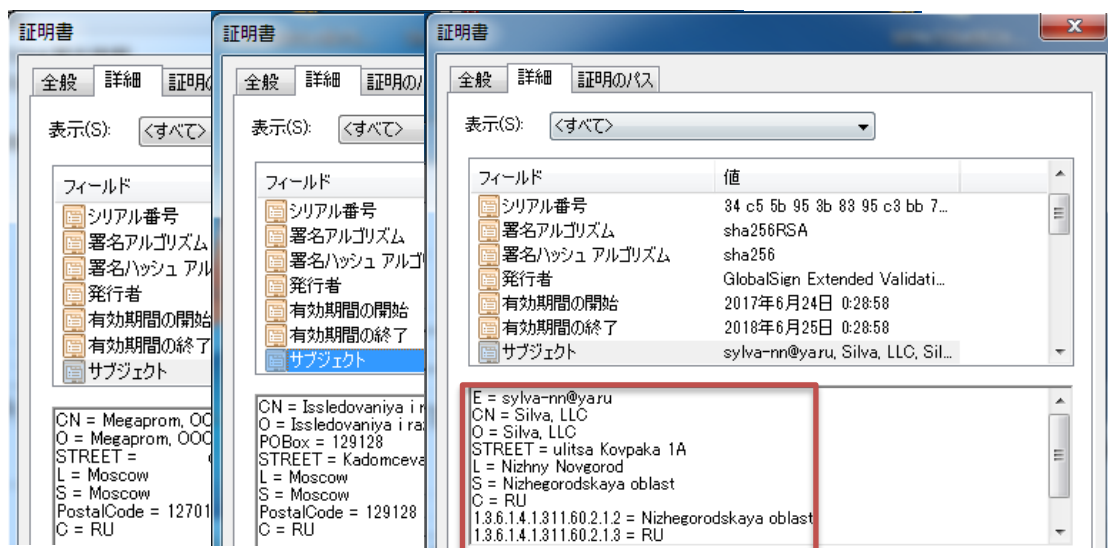 証明書
全般 詳細
表示(S): <すべて>
フィールド
シリアル番号
署名アルゴリズム
署名ハッシュ アル
発行者
有効期間の開始
有効期間の終了
サブジェクト
CN = Megaprom, OO
O = Megaprom, OOO
STREET =
L = Moscow
S = Moscow
PostalCode = 12701
C = RU
証明書
全般 詳細
表示(S): <すべて>
フィールド
シリアル番号
署名アルゴリズム
署名ハッシュ アルゴ
発行者
有効期間の開始
有効期間の終了
サブジェクト
CN = Issledovaniya i
O = Issledovaniya i
POBox = 129128
STREET = Kadomceva
L = Moscow
S = Moscow
PostalCode = 129128
C = RU
証明書
全般 詳細 証明のパス
表示(S): <すべて>
フィールド 値
シリアル番号 34 c5 5b 95 3b 83 95 c3 bb 7...
署名アルゴリズム sha256RSA
署名ハッシュ アルゴリズム sha256
発行者 GlobalSign Extended Validati...
有効期間の開始 2017年6月24日 0:28:58
有効期間の終了 2018年6月25日 0:28:58
サブジェクト sylva-nn@ya.ru, Silva, LLC, Sil...
E = sylva-nn@ya.ru
CN = Silva, LLC
O = Silva, LLC
STREET = ulitsa Kovpaka 1A
L = Nizhny Novgorod
S = Nizhegorodskaya oblast
C = RU
1.3.6.1.4.1.311.60.2.1.2 = Nizhegorodskaya oblast
1.3.6.1.4.1.311.60.2.1.3 = RU